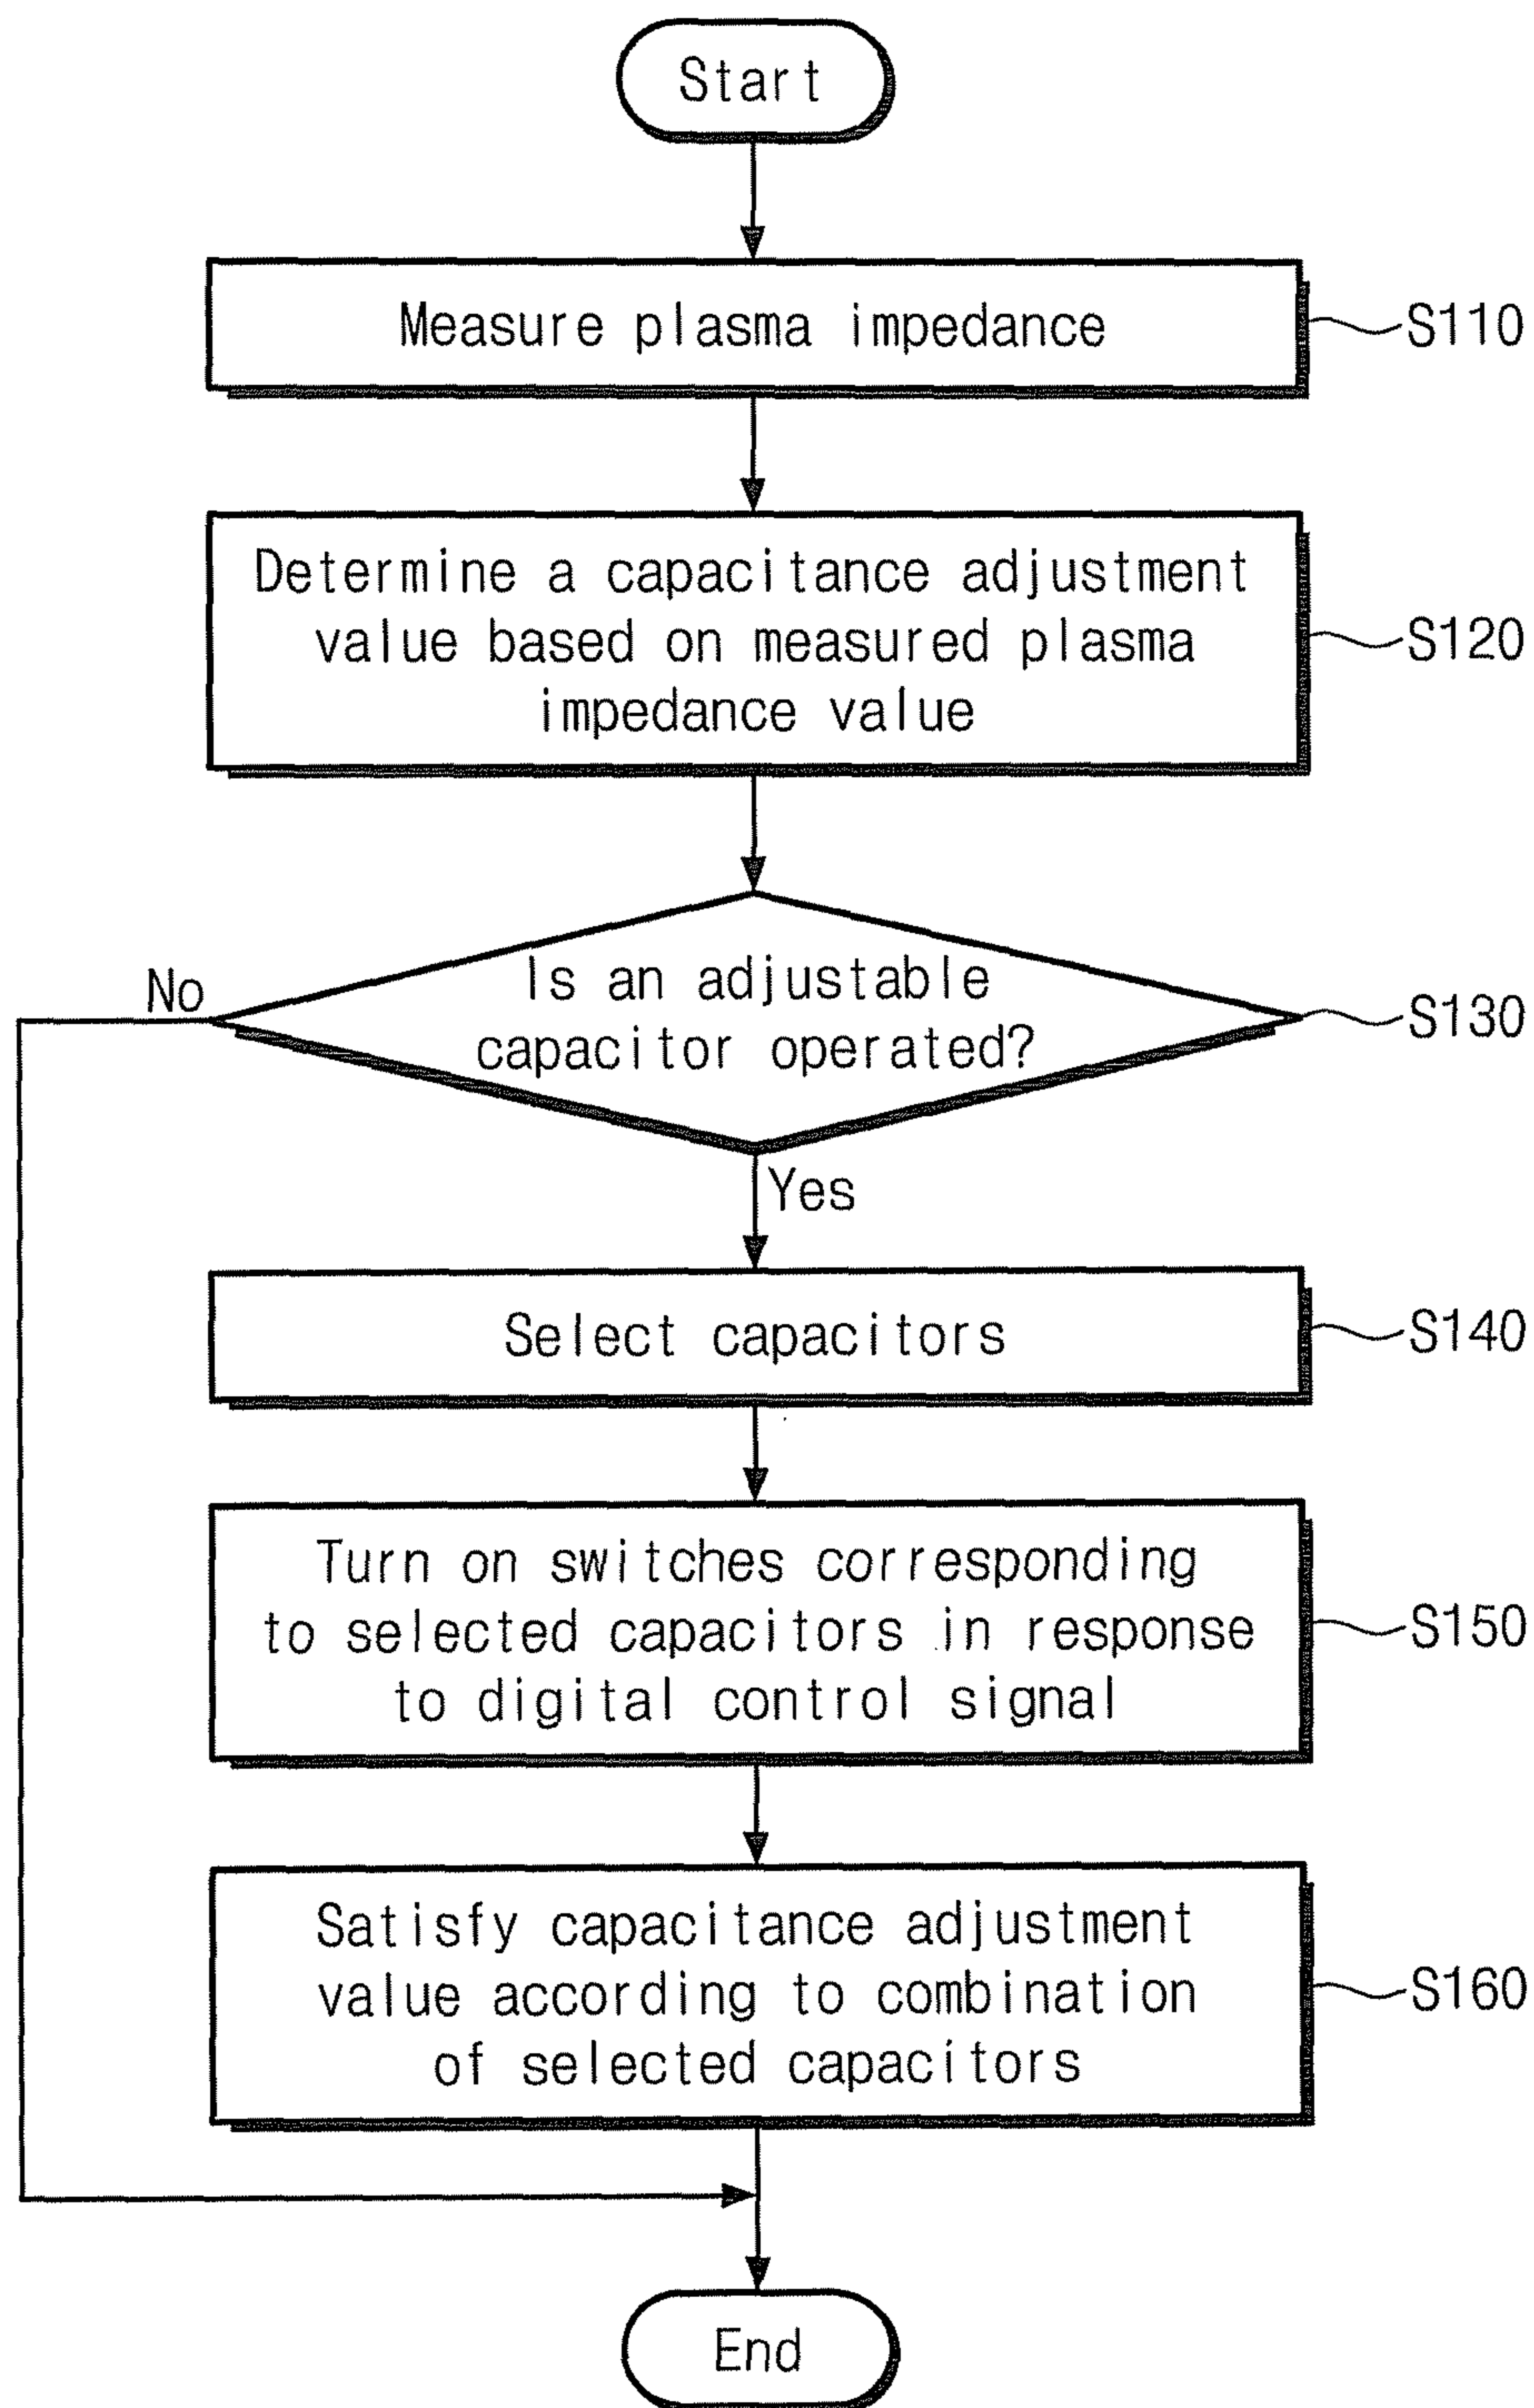 Start
Measure plasma impedance
S110
Determine a capacitance adjustment
value based on measured plasma
impedance value
S120
Is an adjustable
capacitor operated?
No
S130
Yes
Select capacitors
S140
Turn on switches corresponding
to selected capacitors in response
to digital control signal
S150
Satisfy capacitance adjustment
value according to combination
of selected capacitors
S160
End